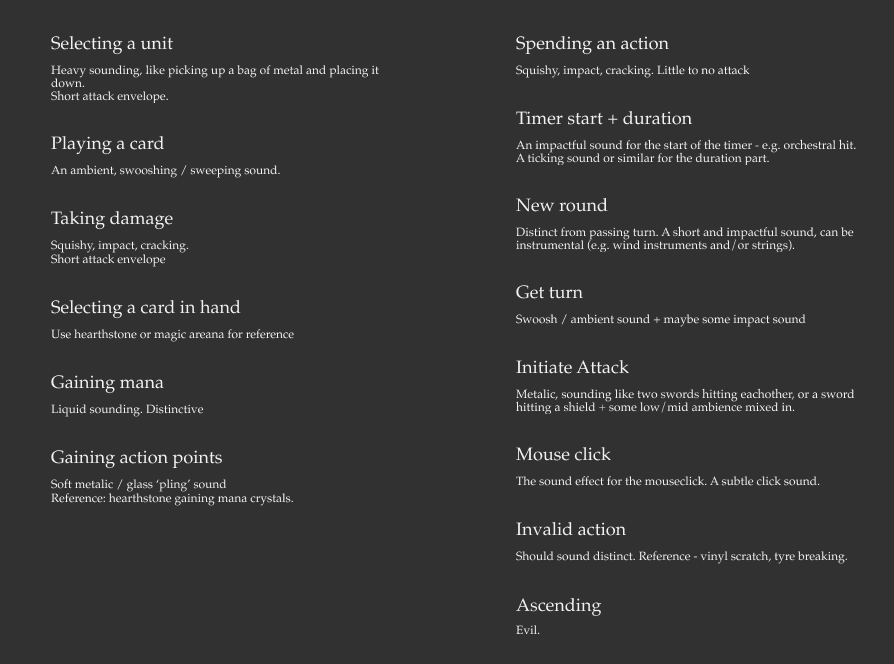 Selecting a unit
Heavy sounding, like picking up a bag of metal and placing it
down.
Short attack envelope.
Playing a card
An ambient, swooshing / sweeping sound.
Taking damage
Squishy, impact, cracking.
Short attack envelope
Selecting a card in hand
Use hearthstone or magic areana for reference
Gaining mana
Liquid sounding. Distinctive
Gaining action points
Soft metalic / glass ‘pling’ sound
Reference: hearthstone gaining mana crystals.
Spending an action
Squishy, impact, cracking. Little to no attack
Timer start + duration
An impactful sound for the start of the timer - e.g. orchestral hit.
A ticking sound or similar for the duration part.
New round
Distinct from passing turn. A short and impactful sound, can be
instrumental (e.g. wind instruments and/or strings).
Get turn
Swoosh / ambient sound + maybe some impact sound
Initiate Attack
Metalic, sounding like two swords hitting eachother, or a sword
hitting a shield + some low/mid ambience mixed in.
Mouse click
The sound effect for the mouseclick. A subtle click sound.
Invalid action
Should sound distinct. Reference - vinyl scratch, tyre breaking.
Ascending
Evil.